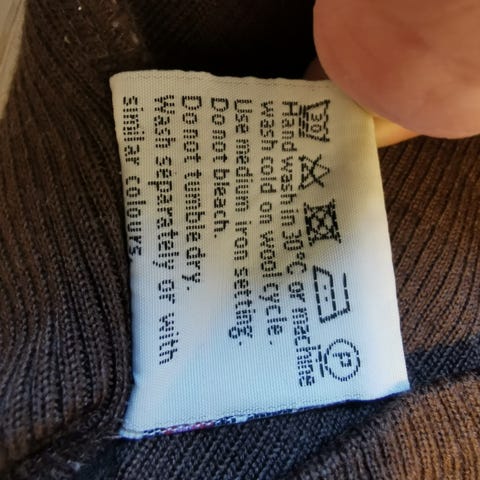 30 P
Hand wash in 30°C or machine
wash cold on wool cycle.
Use medium iron setting.
Do not bleach.
Do not tumble dry.
Wash separately or with
similar colours